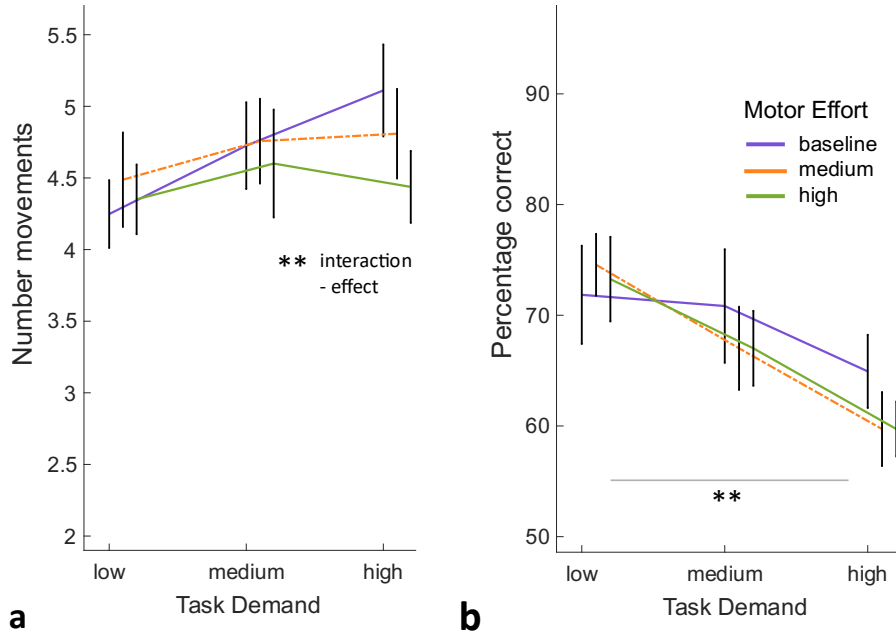 5.5
5
4.5
4
3.5
3
2.5
2
Number movements
** interaction
- effect
low medium high
Task Demand
a
90
80
70
60
50
Percentage correct
Motor Effort
baseline
medium
high
**
low medium high
Task Demand
b